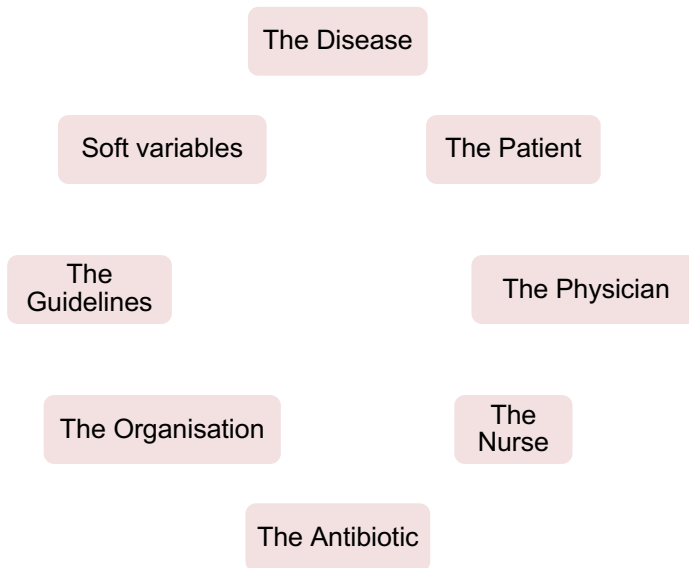 The Disease
Soft variables
The Patient
The
Guidelines
The Physician
The Organisation
The
Nurse
The Antibiotic